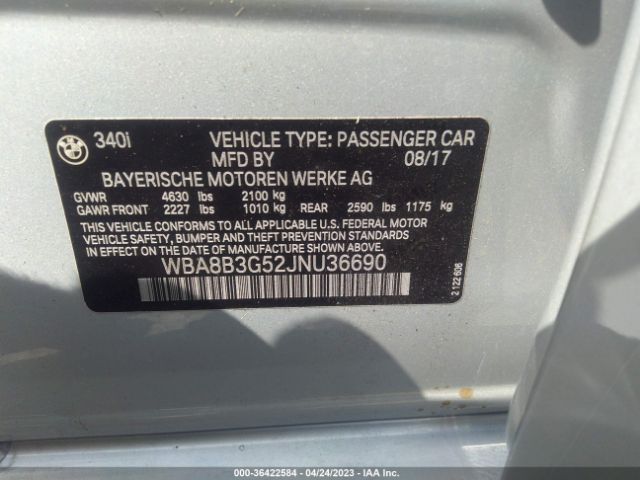 340i VEHICLE TYPE: PASSENGER CAR
MFD BY 08/17
BAYERISCHE MOTOREN WERKE AG
GVWR 4630 lbs 2100 kg
GAWR FRONT 2227 lbs 1010 kg REAR 2590 lbs 1175 kg
THIS VEHICLE CONFORMS TO ALL APPLICABLE U.S. FEDERAL MOTOR
VEHICLE SAFETY, BUMPER AND THEFT PREVENTION STANDARDS IN
EFFECT ON THE DATE OF MANUFACTURE SHOWN ABOVE.
WBA8B3G52JNU36690
2 122 606
000-36422584 - 04/24/2023 - IAA Inc.